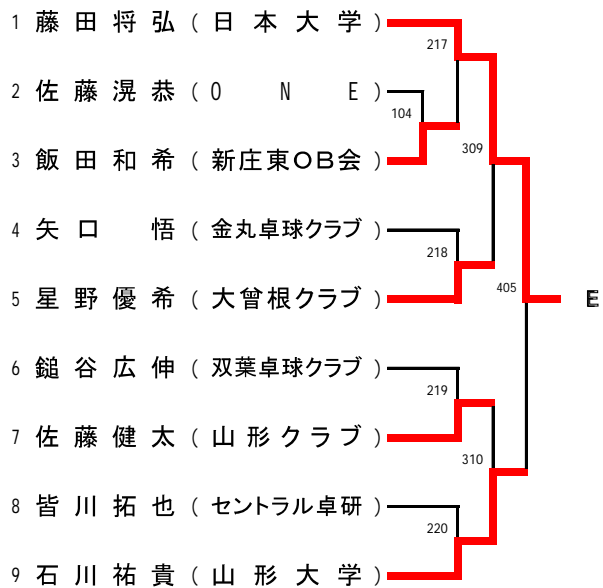 1 藤田将弘 (日本大学)
217
2 佐藤滉恭 (ONE)
104
3 飯田和希 (新庄東OB会)
309
4 矢口 悟 (金丸卓球クラブ)
218
5 星野優希 (大曾根クラブ)
405 E
6 鎚谷広伸 (双葉卓球クラブ)
219
7 佐藤健太 (山形クラブ)
310
8 皆川拓也 (セントラル卓研)
220
9 石川祐貴 (山形大学)